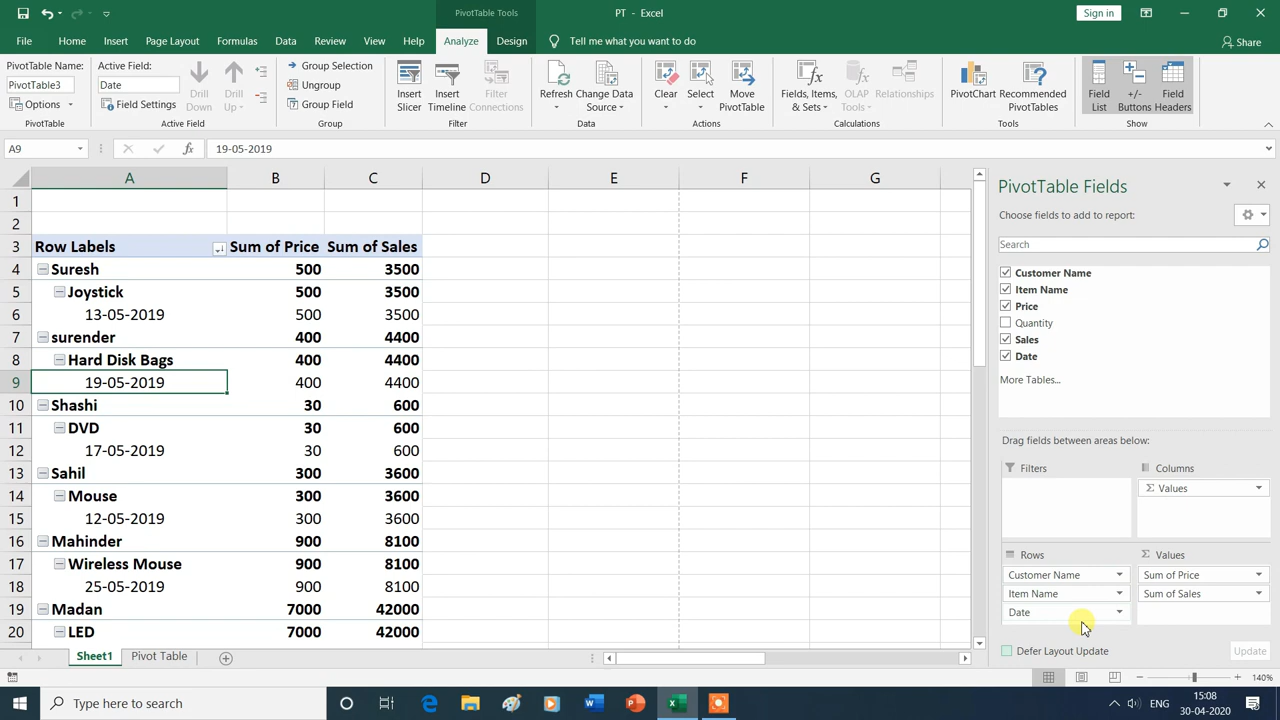 PivotTable Tools
PT - Excel
Sign in
File Home Insert Page Layout Formulas Data Review View Help Analyze Design Tell me what you want to do Share
PivotTable Name:
PivotTable3
Options
PivotTable
Active Field:
Date
Field Settings
Drill Down
Drill Up
Active Field
Group Selection
Ungroup
Group Field
Group
Insert Slicer
Insert Timeline
Filter Connections
Filter
Refresh
Change Data Source
Data
Clear
Select
Move PivotTable
Actions
Fields, Items, & Sets
OLAP Tools
Relationships
Calculations
PivotChart
Recommended PivotTables
Tools
Field List
+/- Buttons
Field Headers
Show
A9 fx 19-05-2019
A B C D E F G
1
2
3 Row Labels Sum of Price Sum of Sales
4 Suresh 500 3500
5 Joystick 500 3500
6 13-05-2019 500 3500
7 surender 400 4400
8 Hard Disk Bags 400 4400
9 19-05-2019 400 4400
10 Shashi 30 600
11 DVD 30 600
12 17-05-2019 30 600
13 Sahil 300 3600
14 Mouse 300 3600
15 12-05-2019 300 3600
16 Mahinder 900 8100
17 Wireless Mouse 900 8100
18 25-05-2019 900 8100
19 Madan 7000 42000
20 LED 7000 42000
PivotTable Fields
Choose fields to add to report:
Search
Customer Name
Item Name
Price
Quantity
Sales
Date
More Tables...
Drag fields between areas below:
Filters
Columns
Σ Values
Rows
Σ Values
Customer Name
Item Name
Date
Sum of Price
Sum of Sales
Defer Layout Update
Update
Sheet1 Pivot Table
140%
Type here to search
ENG
15:08
30-04-2020